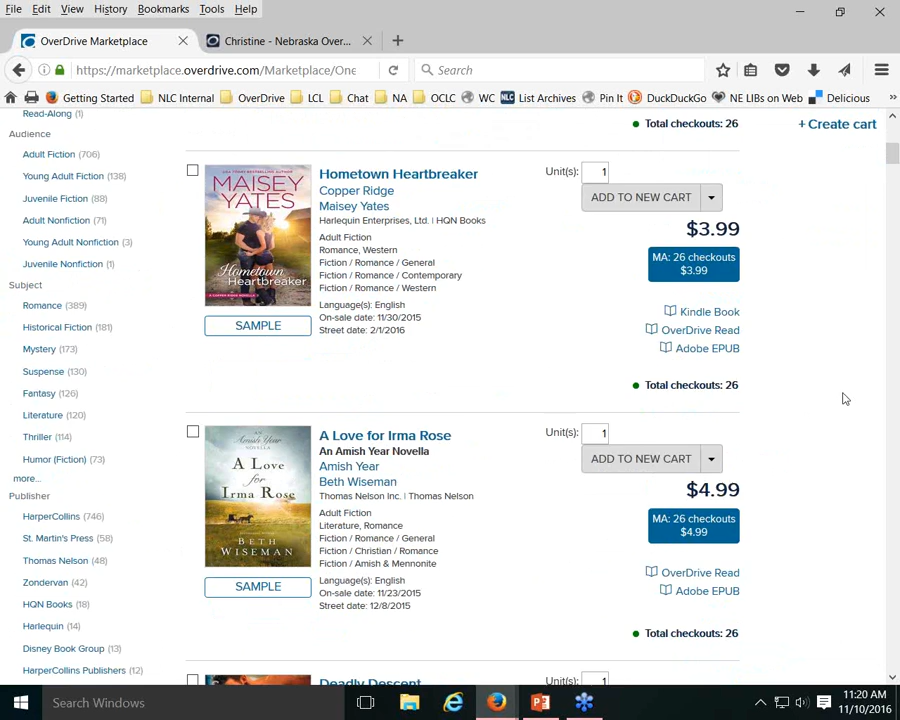 File Edit View History Bookmarks Tools Help
OverDrive Marketplace Christine - Nebraska Over...
https://marketplace.overdrive.com/Marketplace/One Search
Getting Started NLC Internal OverDrive LCL Chat NA OCLC WC NLC List Archives Pin It DuckDuckGo NE LIBs on Web Delicious
Read-Along (1)
Audience
Adult Fiction (706)
Young Adult Fiction (138)
Juvenile Fiction (88)
Adult Nonfiction (71)
Young Adult Nonfiction (3)
Juvenile Nonfiction (1)
Subject
Romance (389)
Historical Fiction (181)
Mystery (173)
Suspense (130)
Fantasy (126)
Literature (120)
Thriller (114)
Humor (Fiction) (73)
more...
Publisher
HarperCollins (746)
St. Martin's Press (58)
Thomas Nelson (48)
Zondervan (42)
HQN Books (18)
Harlequin (14)
Disney Book Group (13)
HarperCollins Publishers (12)
Total checkouts: 26
+ Create cart
MAISEY
YATES
Hometown
Heartbreaker
SAMPLE
Hometown Heartbreaker
Copper Ridge
Maisey Yates
Harlequin Enterprises, Ltd. | HQN Books
Adult Fiction
Romance, Western
Fiction / Romance / General
Fiction / Romance / Contemporary
Fiction / Romance / Western
Language(s): English
On-sale date: 11/30/2015
Street date: 2/1/2016
Unit(s): 1
ADD TO NEW CART
$3.99
MA: 26 checkouts
$3.99
Kindle Book
OverDrive Read
Adobe EPUB
Total checkouts: 26
An
Amish Year
NOVELLA
A LOVE
for
IRMA ROSE
BETH
WISEMAN
SAMPLE
A Love for Irma Rose
An Amish Year Novella
Amish Year
Beth Wiseman
Thomas Nelson Inc. | Thomas Nelson
Adult Fiction
Literature, Romance
Fiction / Romance / General
Fiction / Christian / Romance
Fiction / Amish & Mennonite
Language(s): English
On-sale date: 11/23/2015
Street date: 12/8/2015
Unit(s): 1
ADD TO NEW CART
$4.99
MA: 26 checkouts
$4.99
OverDrive Read
Adobe EPUB
Total checkouts: 26
Deadly Descent
Unit(s): 1
Search Windows
11:20 AM
11/10/2016